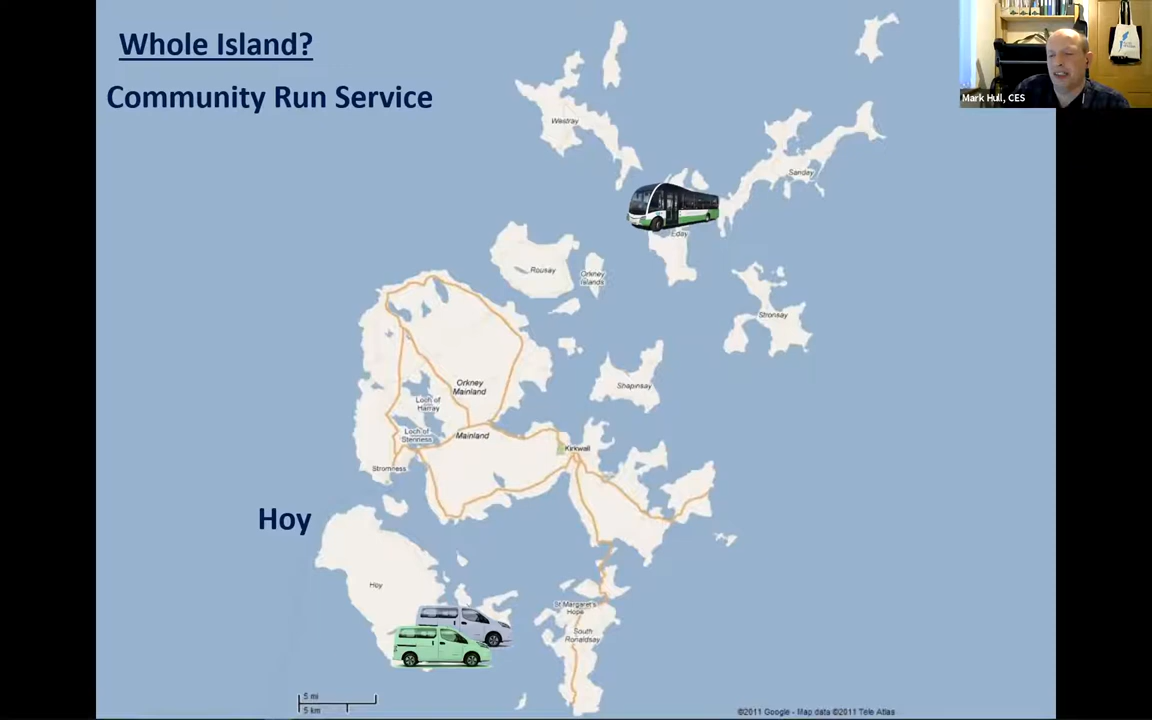 Whole Island?
Community Run Service
Mark Hull, CES
Westray
Sanday
Eday
Rousay
Orkney
Islands
Stronsay
Shapinsay
Orkney
Mainland
Loch of
Harray
Loch of
Stenness
Mainland
Kirkwall
Stromness
Hoy
Hoy
St Margaret's
Hope
South
Ronaldsay
5 mi
5 km
©2011 Google - Map data ©2011 Tele Atlas